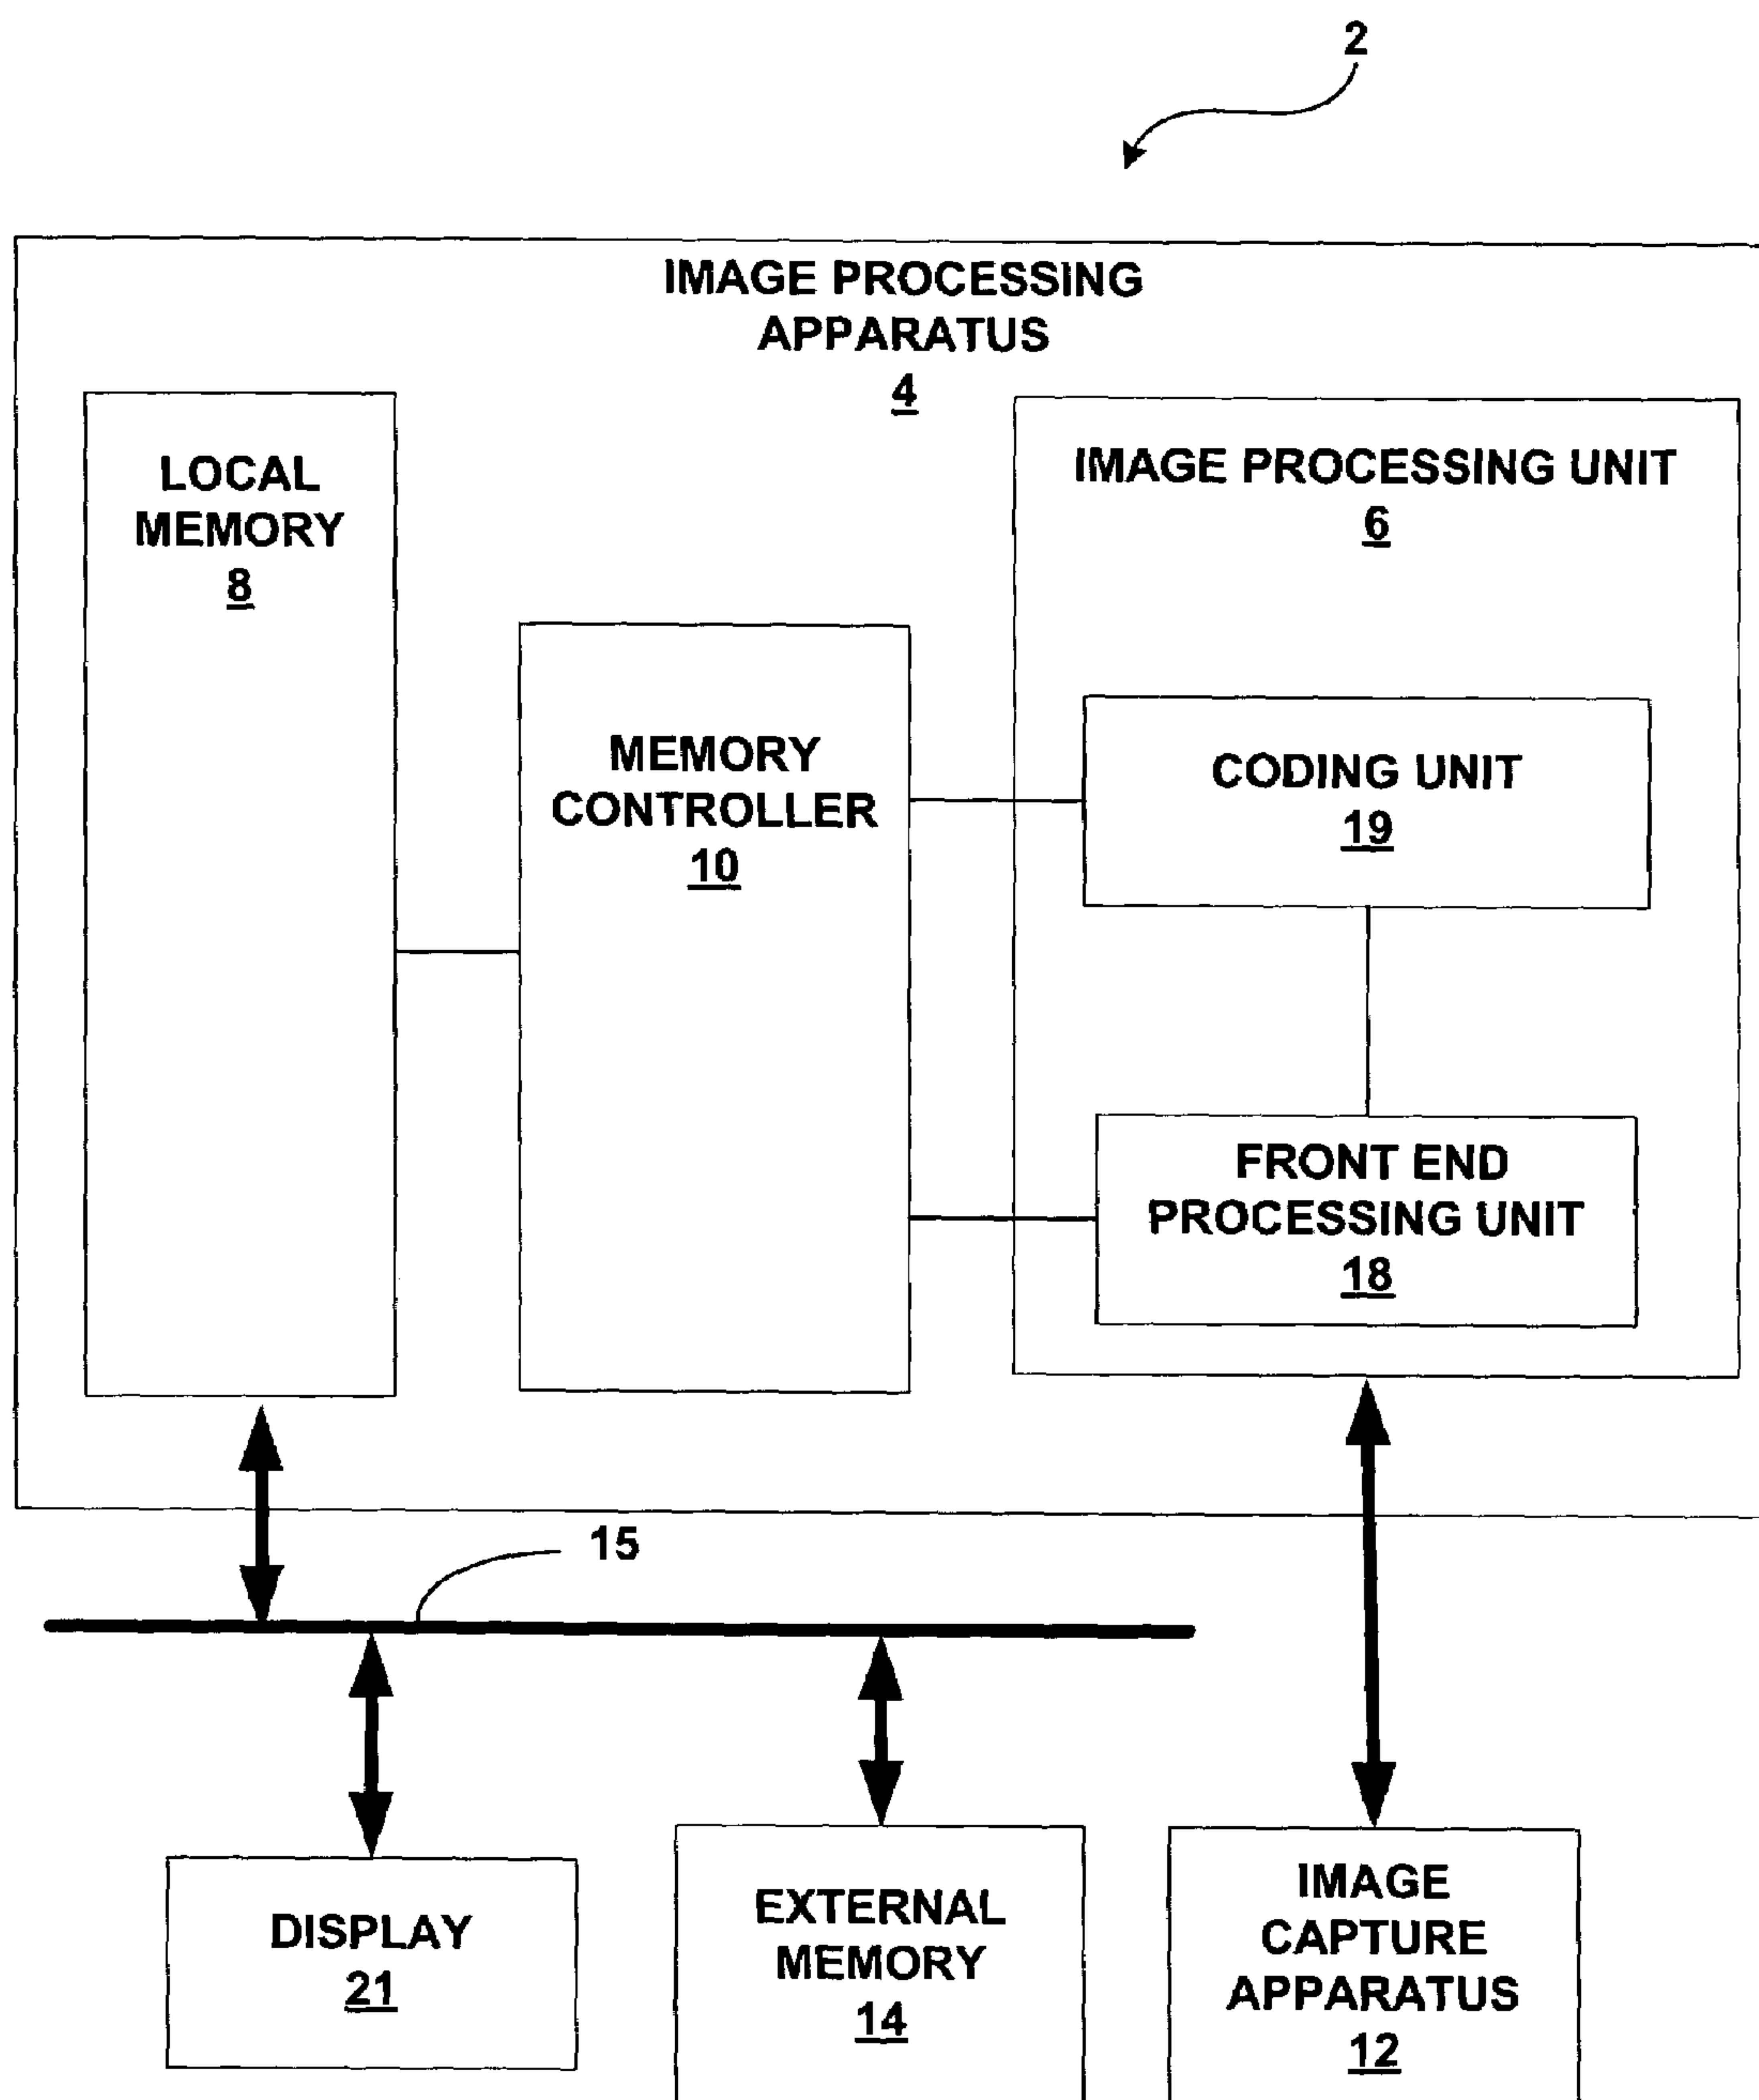 2
IMAGE PROCESSING
APPARATUS
4
LOCAL
MEMORY
8
IMAGE PROCESSING UNIT
6
MEMORY
CONTROLLER
10
CODING UNIT
19
FRONT END
PROCESSING UNIT
18
15
DISPLAY
21
EXTERNAL
MEMORY
14
IMAGE
CAPTURE
APPARATUS
12